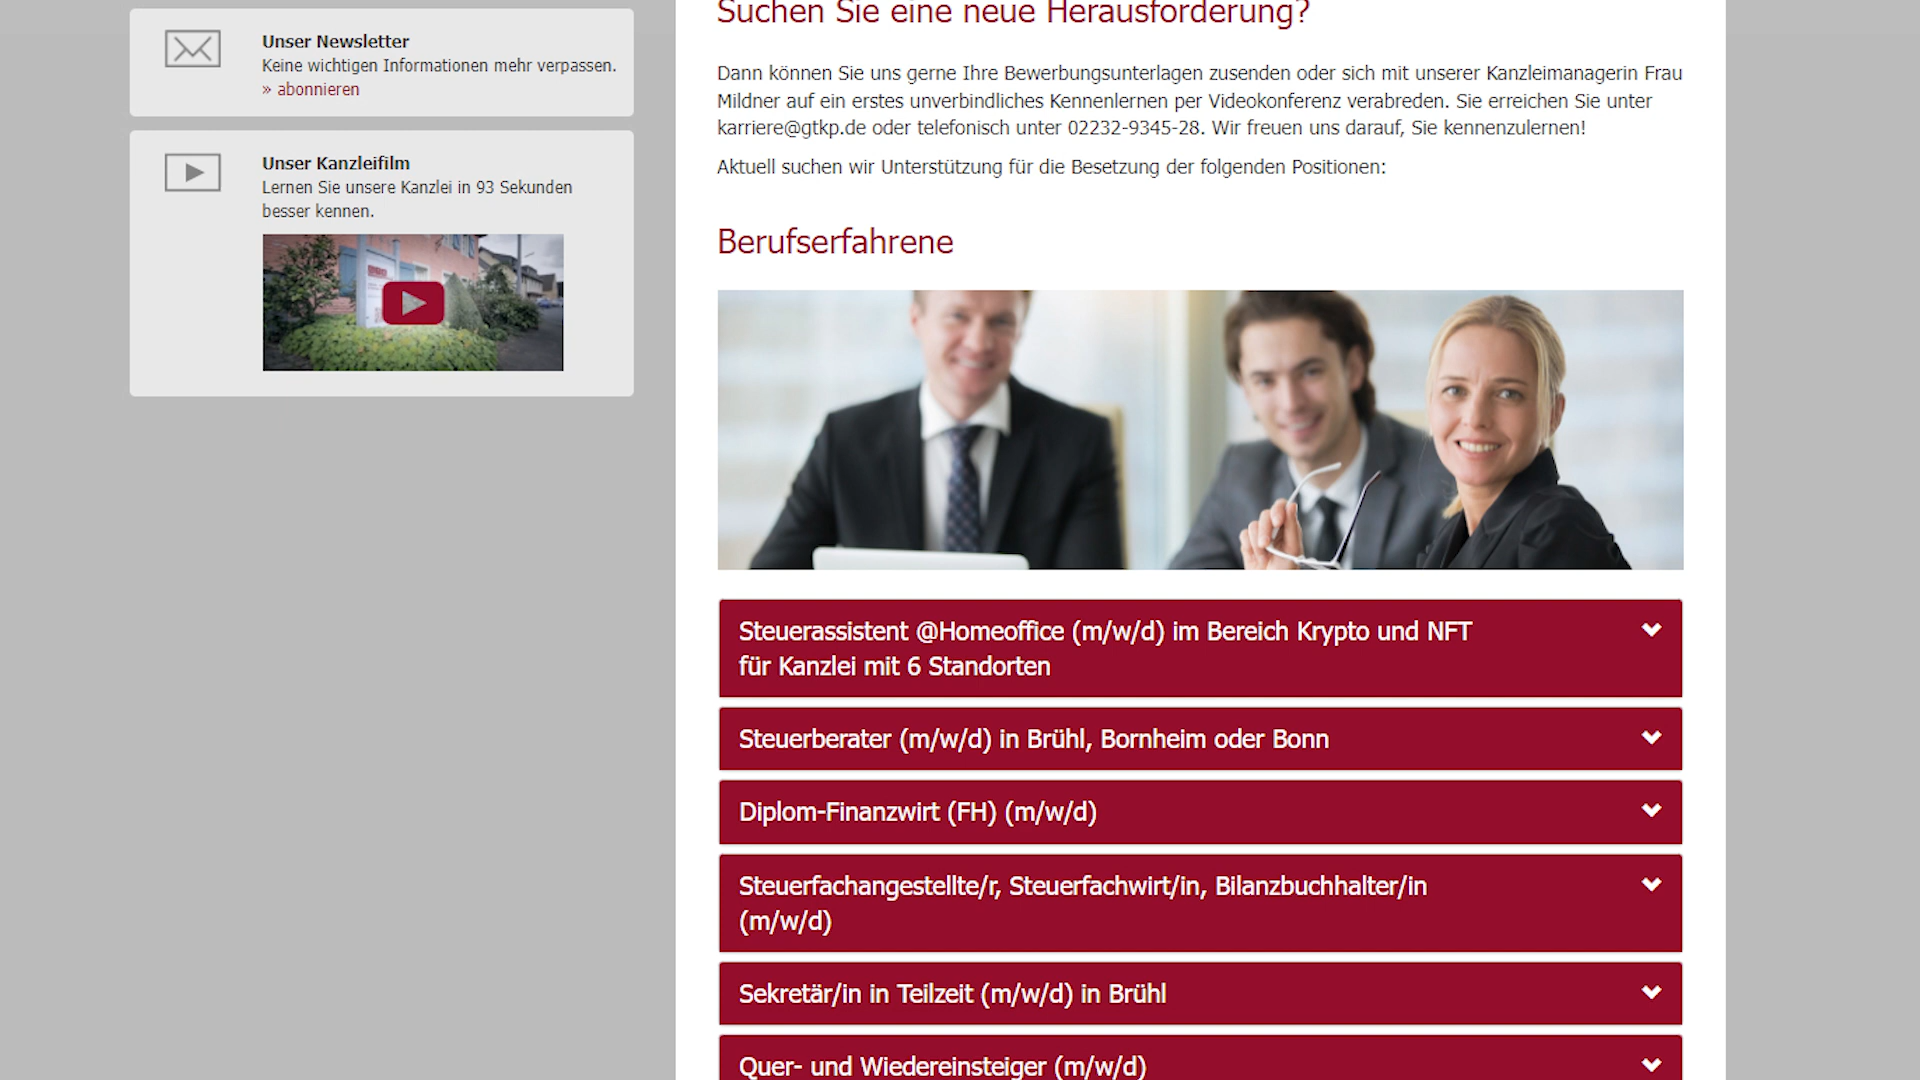 Unser Newsletter
Keine wichtigen Informationen mehr verpassen.
» abonnieren
Unser Kanzleifilm
Lernen Sie unsere Kanzlei in 93 Sekunden
besser kennen.
Suchen Sie eine neue Herausforderung?
Dann können Sie uns gerne Ihre Bewerbungsunterlagen zusenden oder sich mit unserer Kanzleimanagerin Frau
Mildner auf ein erstes unverbindliches Kennenlernen per Videokonferenz verabreden. Sie erreichen Sie unter
karriere@gtkp.de oder telefonisch unter 02232-9345-28. Wir freuen uns darauf, Sie kennenzulernen!
Aktuell suchen wir Unterstützung für die Besetzung der folgenden Positionen:
Berufserfahrene
Steuerassistent @Homeoffice (m/w/d) im Bereich Krypto und NFT
für Kanzlei mit 6 Standorten
Steuerberater (m/w/d) in Brühl, Bornheim oder Bonn
Diplom-Finanzwirt (FH) (m/w/d)
Steuerfachangestellte/r, Steuerfachwirt/in, Bilanzbuchhalter/in
(m/w/d)
Sekretär/in in Teilzeit (m/w/d) in Brühl
Quer- und Wiedereinsteiger (m/w/d)